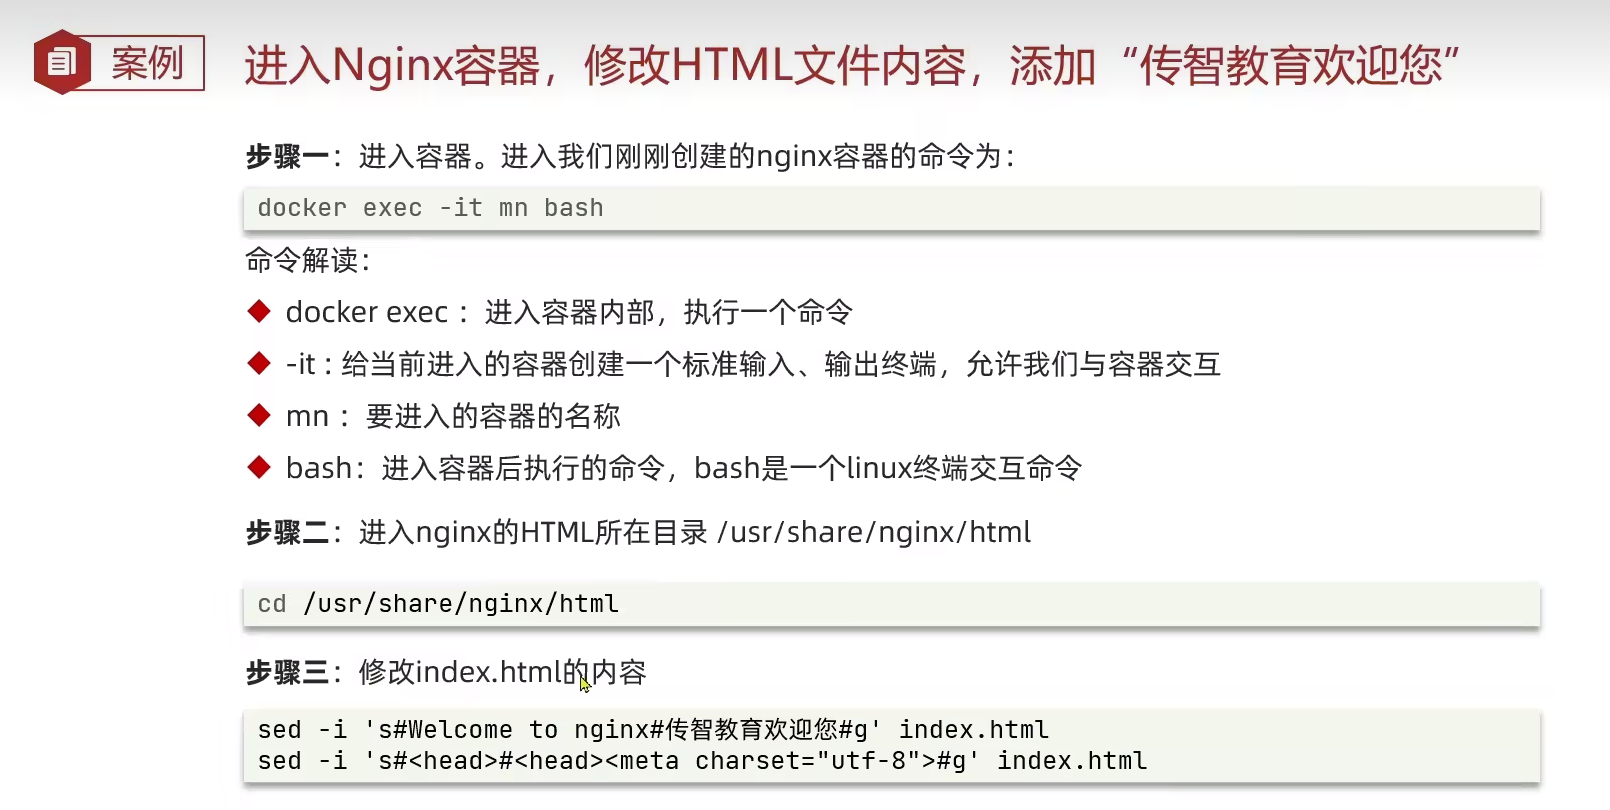 案例
进入Nginx容器，修改HTML文件内容，添加“传智教育欢迎您”
步骤一：进入容器。进入我们刚刚创建的nginx容器的命令为：
docker exec -it mn bash
命令解读：
docker exec ：进入容器内部，执行一个命令
-it : 给当前进入的容器创建一个标准输入、输出终端，允许我们与容器交互
mn ：要进入的容器的名称
bash：进入容器后执行的命令，bash是一个linux终端交互命令
步骤二：进入nginx的HTML所在目录 /usr/share/nginx/html
cd /usr/share/nginx/html
步骤三：修改index.html的内容
sed -i 's#Welcome to nginx#传智教育欢迎您#g' index.html
sed -i 's#<head>#<head><meta charset="utf-8">#g' index.html